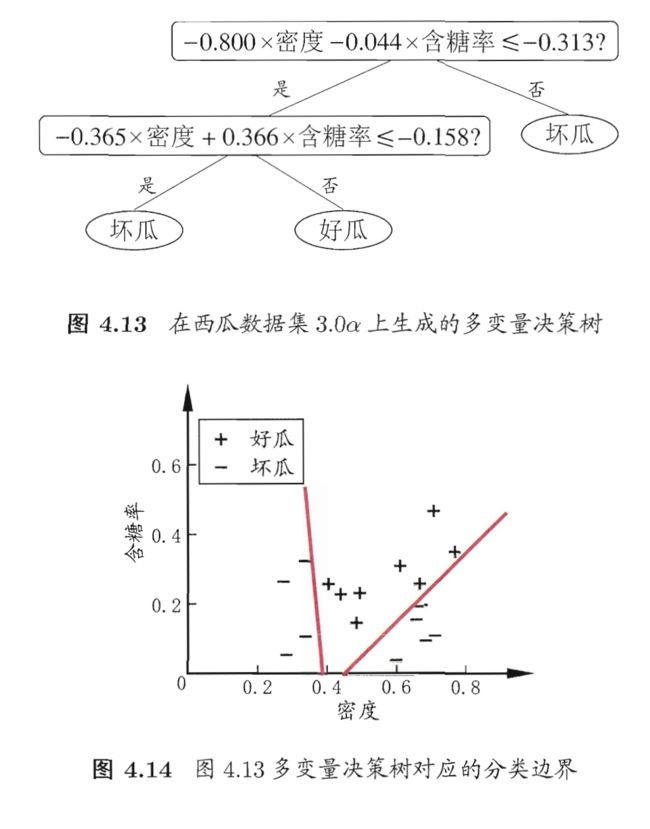 -0.800×密度-0.044×含糖率≤-0.313?
是
否
-0.365×密度+0.366×含糖率≤-0.158?
坏瓜
是
否
坏瓜
好瓜
图 4.13 在西瓜数据集 3.0α 上生成的多变量决策树
+ 好瓜
- 坏瓜
0.6
0.4
0.2
含糖率
0
0.2
0.4
0.6
0.8
密度
图 4.14 图 4.13 多变量决策树对应的分类边界